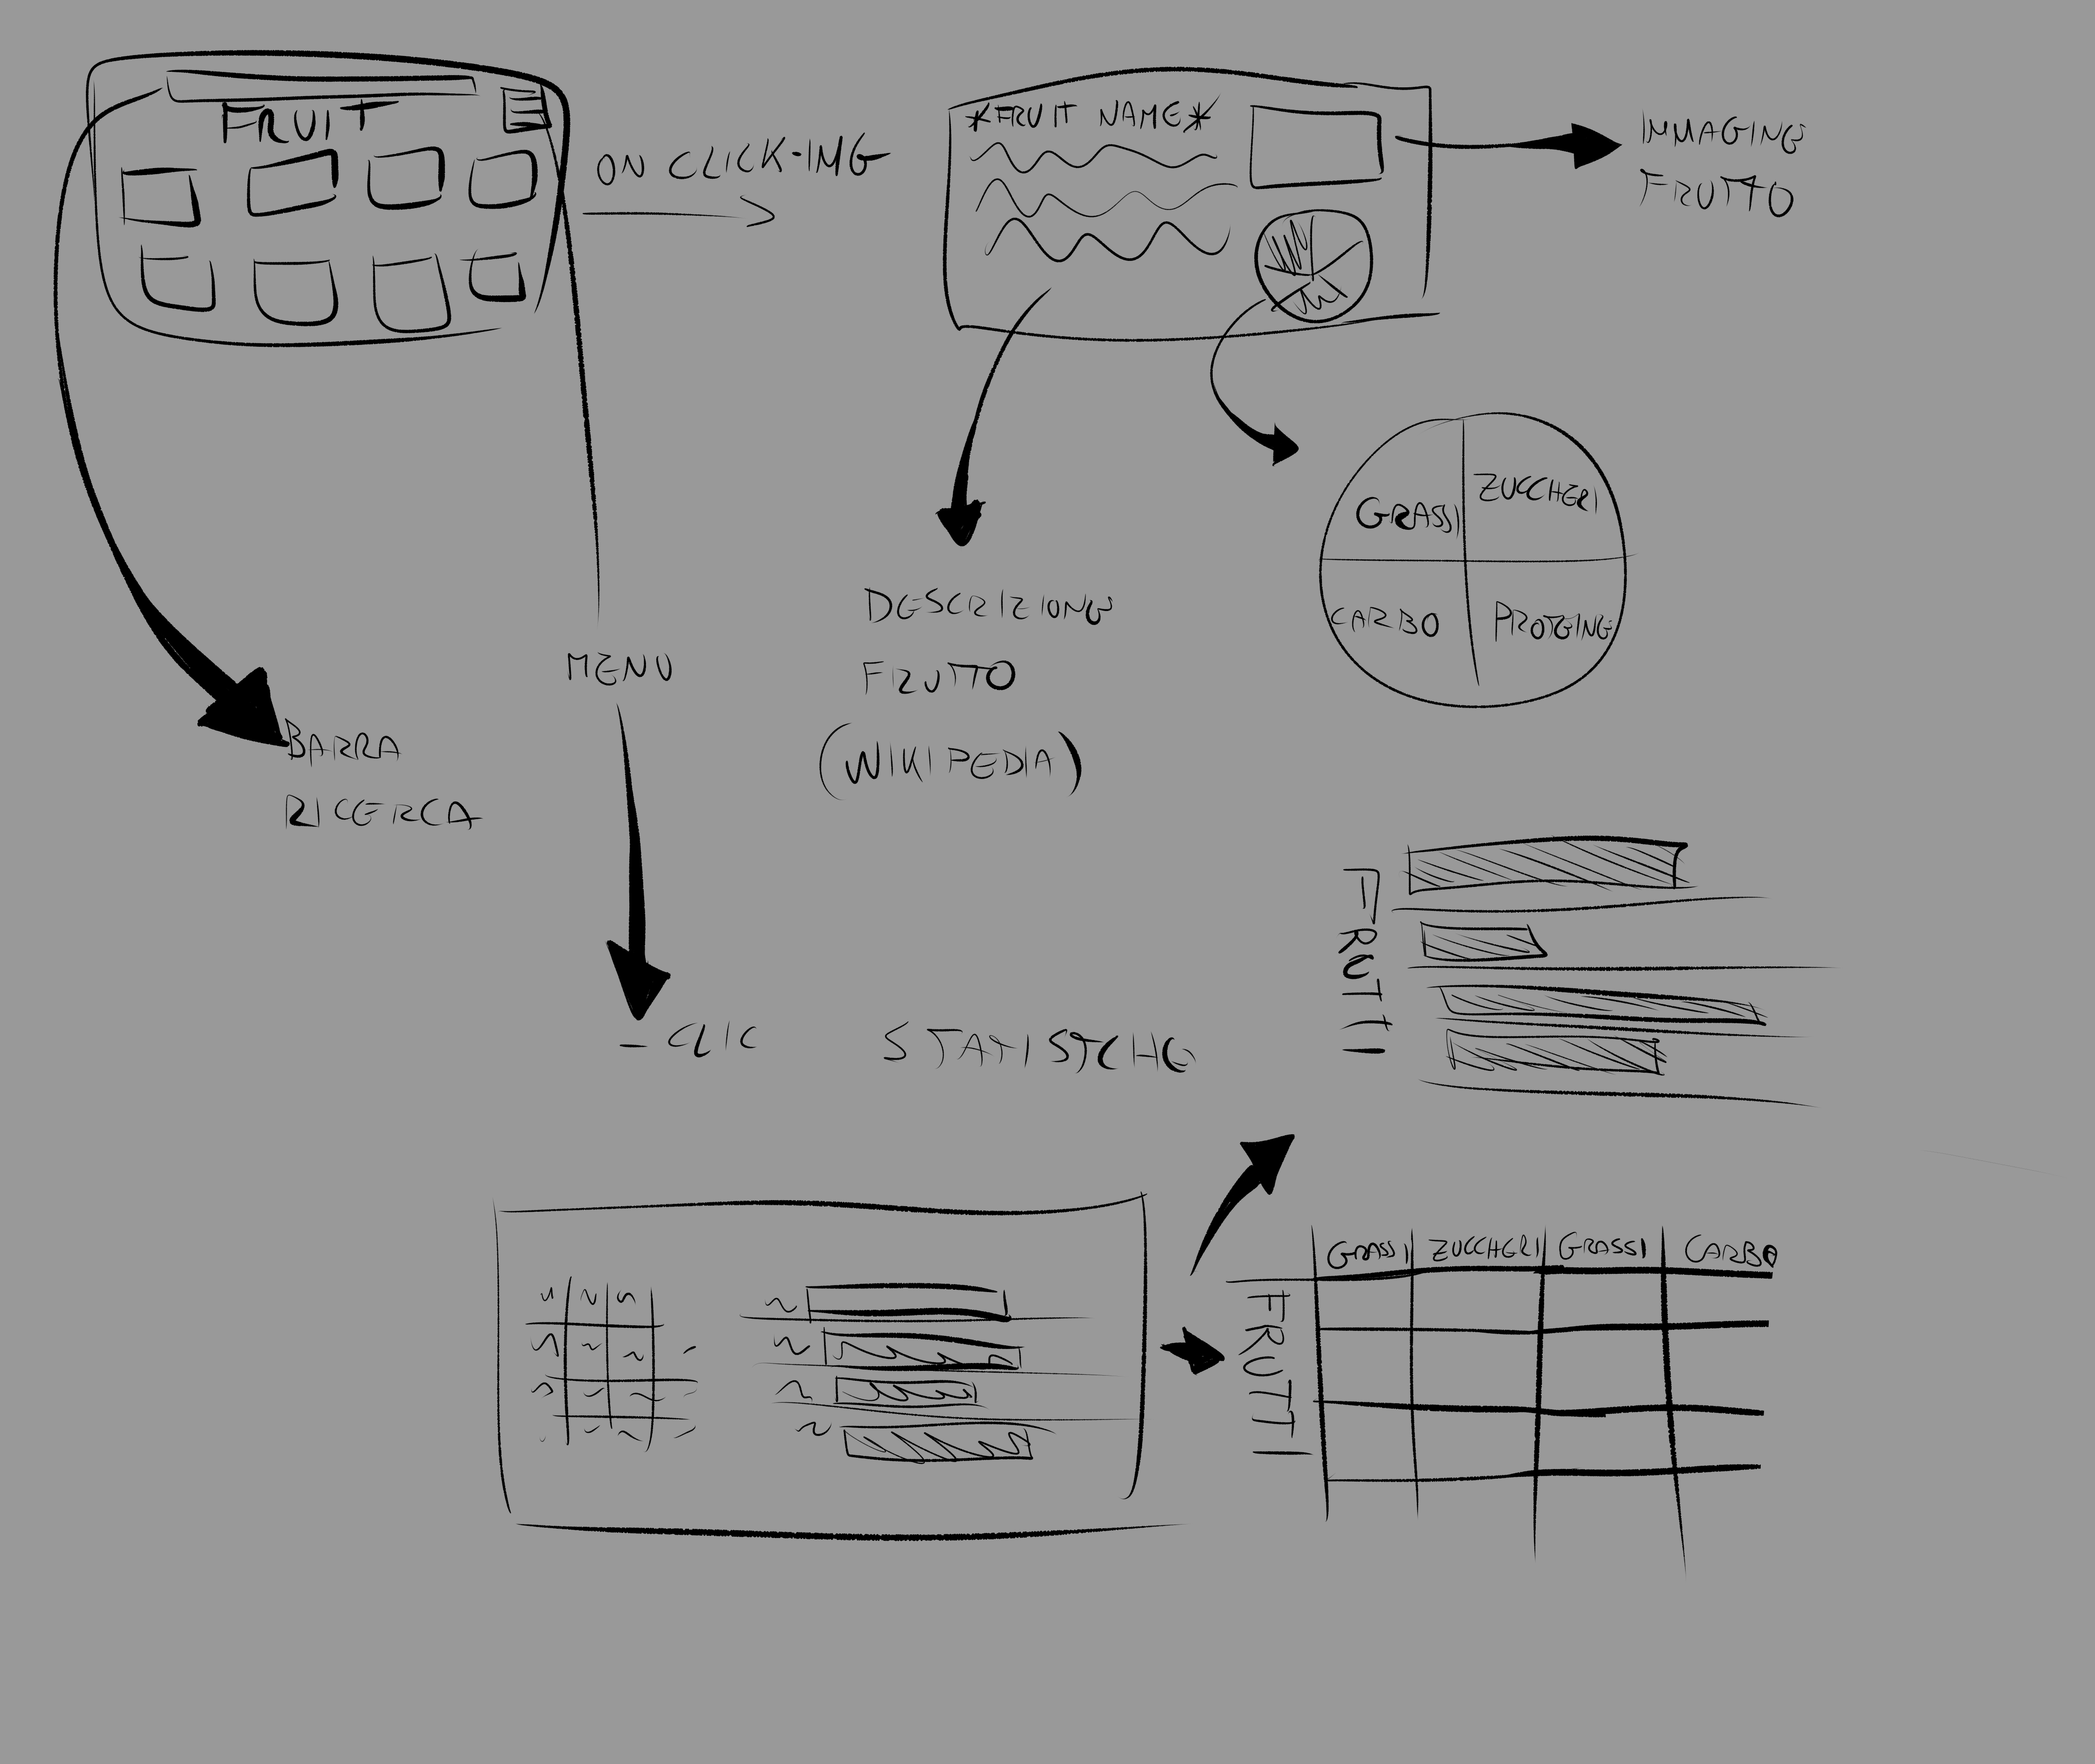 FRUIT
ON CLICK-IMG
*FRUIT NAME*
IMMAGINE
FRUTTO
GRASSI
ZUCCHERI
CARBO
PROTEINE
DESCRIZIONE
FRUTTO
(WIKIPEDIA)
MENU
BARRA
RICERCA
- CLIC
STATISTCHE
FRUTTI
GRASSI
ZUCCHERI
GRASSI
CARBO
FRUTTI